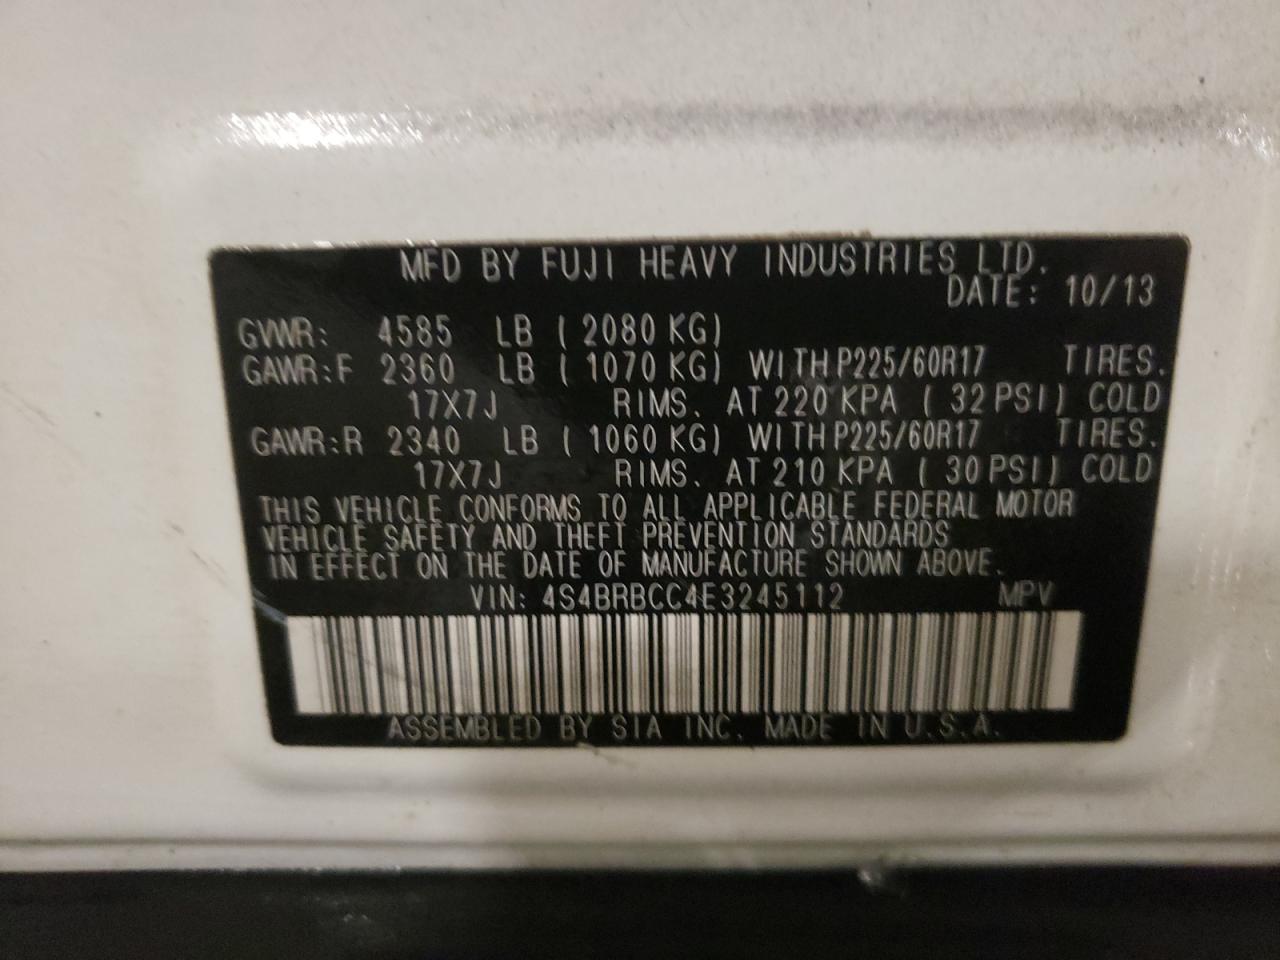 MFD BY FUJI HEAVY INDUSTRIES LTD.
DATE: 10/13
GVWR: 4585 LB ( 2080 KG)
GAWR:F 2360 LB ( 1070 KG) WITH P225/60R17 TIRES.
17X7J RIMS. AT 220 KPA ( 32 PSI) COLD
GAWR:R 2340 LB ( 1060 KG) WITH P225/60R17 TIRES.
17X7J RIMS. AT 210 KPA ( 30 PSI) COLD
THIS VEHICLE CONFORMS TO ALL APPLICABLE FEDERAL MOTOR
VEHICLE SAFETY AND THEFT PREVENTION STANDARDS
IN EFFECT ON THE DATE OF MANUFACTURE SHOWN ABOVE.
VIN: 4S4BRBCC4E3245112 MPV
ASSEMBLED BY SIA INC. MADE IN U.S.A.